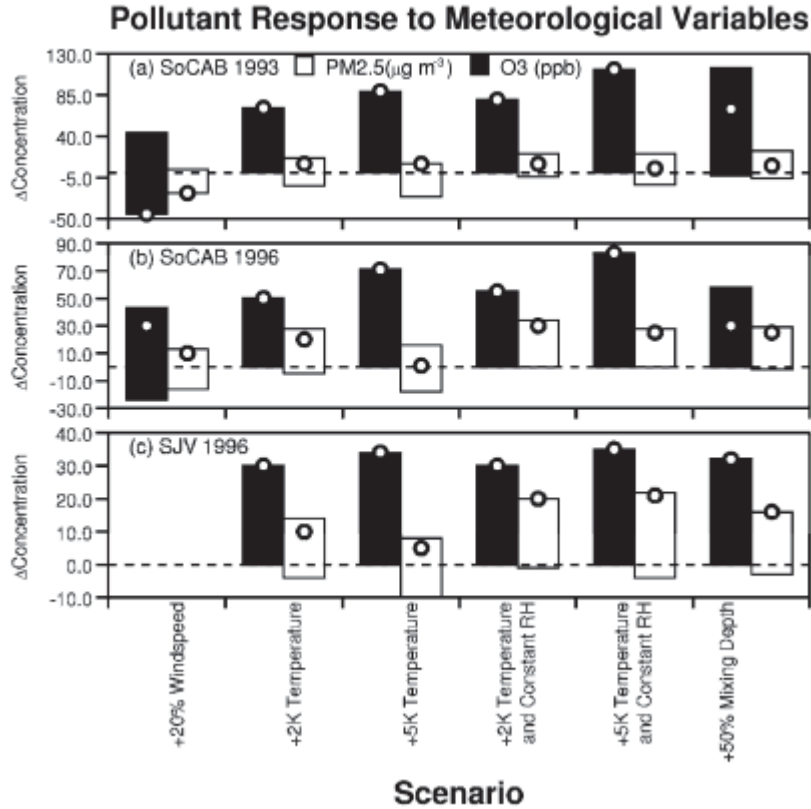 Pollutant Response to Meteorological Variables
(a) SoCAB 1993 PM2.5(μg m⁻³) O3 (ppb)
ΔConcentration
130.0
85.0
40.0
-5.0
-50.0
(b) SoCAB 1996
ΔConcentration
90.0
70.0
50.0
30.0
10.0
-10.0
-30.0
(c) SJV 1996
ΔConcentration
40.0
30.0
20.0
10.0
0.0
-10.0
+20% Windspeed
+2K Temperature
+5K Temperature
+2K Temperature
and Constant RH
+5K Temperature
and Constant RH
+50% Mixing Depth
Scenario